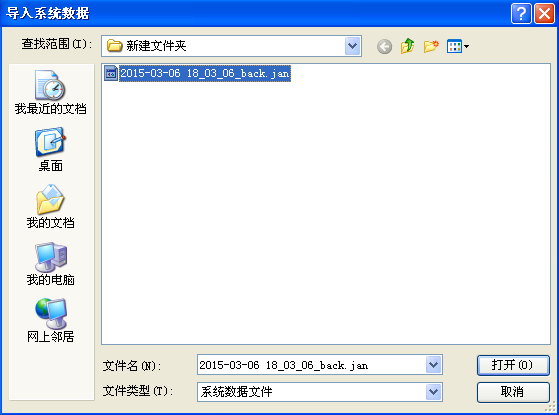 导入系统数据
查找范围(I):
新建文件夹
2015-03-06 18_03_06_back.jan
我最近的文档
桌面
我的文档
我的电脑
网上邻居
文件名(N):
2015-03-06 18_03_06_back.jan
打开(O)
文件类型(T):
系统数据文件
取消